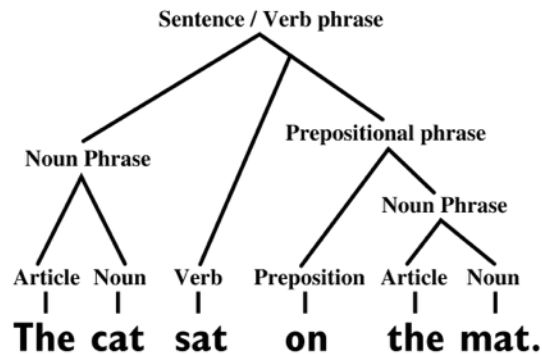 Sentence / Verb phrase
Prepositional phrase
Noun Phrase
Noun Phrase
Article Noun Verb Preposition Article Noun
The cat sat on the mat.